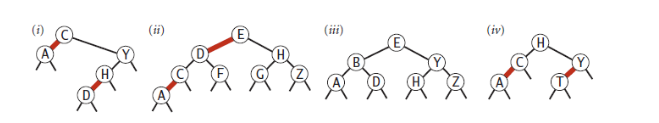 (i) (ii) (iii) (iv)
C E E H
A Y D H B Y C Y
H C F G Z A D H Z A T
D A